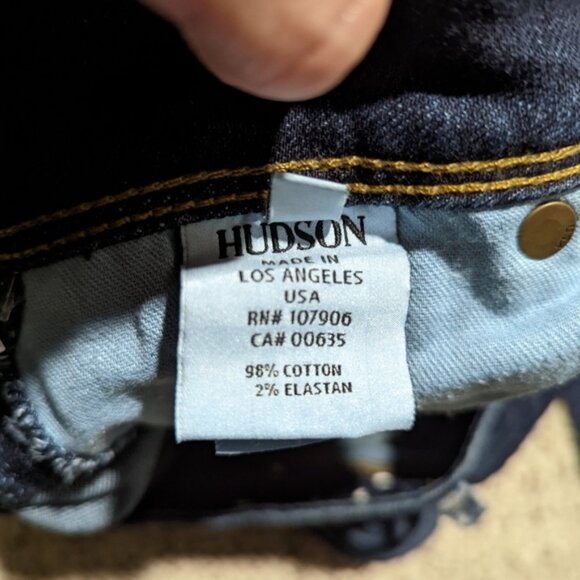 HUDSON
MADE IN
LOS ANGELES
USA
RN# 107906
CA# 00635
98% COTTON
2% ELASTAN